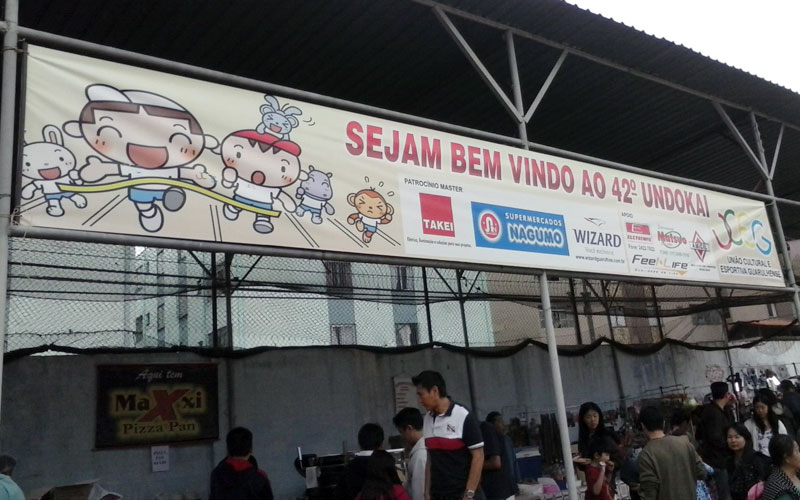 SEJAM BEM VINDO AO 42º UNDOKAI
PATROCÍNIO MASTER
TAKEI
SUPERMERCADOS
NAGUMO
WIZARD
APOIO
UCEG
UNIÃO CULTURAL E
ESPORTIVA GUARULHENSE
Aqui tem
MaXxi
Pizza Pan